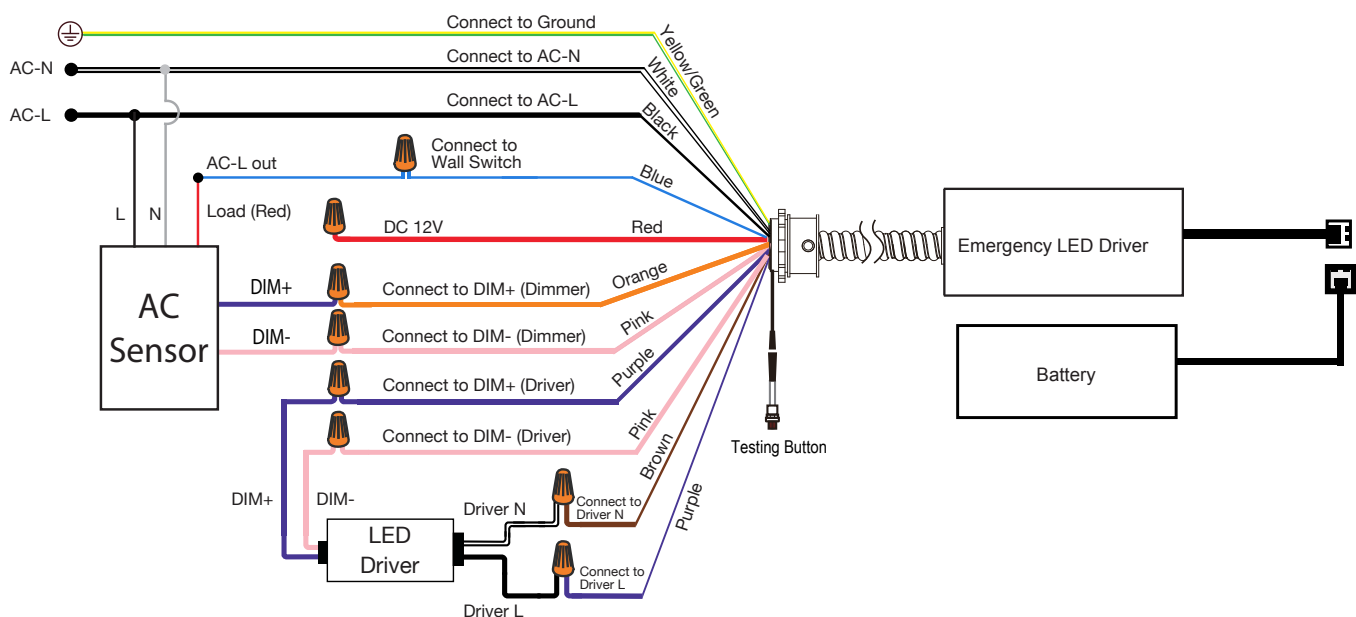 Connect to Ground
Yellow/Green
AC-N
Connect to AC-N
White
AC-L
Connect to AC-L
Black
AC-L out
Connect to
Wall Switch
Blue
L
N
Load (Red)
DC 12V
Red
Emergency LED Driver
AC
Sensor
DIM+
Connect to DIM+ (Dimmer)
Orange
DIM-
Connect to DIM- (Dimmer)
Pink
Connect to DIM+ (Driver)
Purple
Battery
Connect to DIM- (Driver)
Pink
Testing Button
Brown
DIM+
DIM-
Driver N
Connect to
Driver N
Purple
LED
Driver
Connect to
Driver L
Driver L